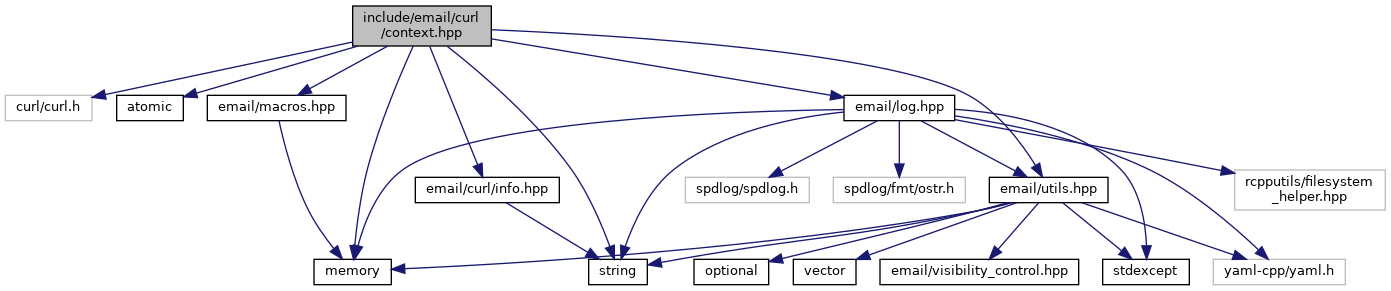 include/email/curl
/context.hpp
curl/curl.h
atomic
email/macros.hpp
email/log.hpp
email/curl/info.hpp
spdlog/spdlog.h
spdlog/fmt/ostr.h
email/utils.hpp
rcpputils/filesystem
_helper.hpp
memory
string
optional
vector
email/visibility_control.hpp
stdexcept
yaml-cpp/yaml.h